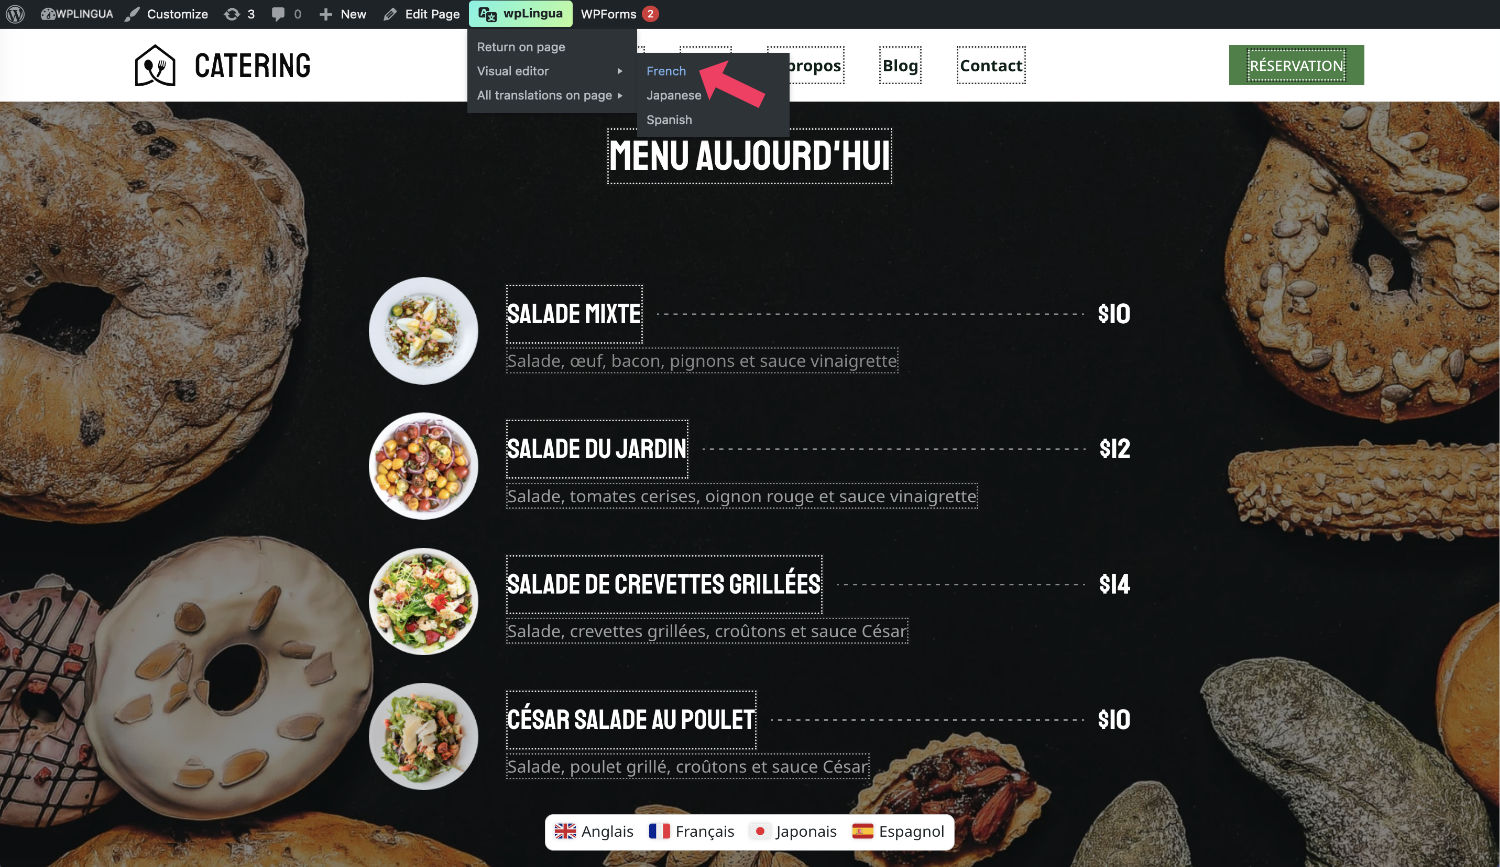 WPLINGUA Customize 3 0 New Edit Page wpLingua WPForms 2
Return on page
Visual editor
All translations on page
French
Japanese
Spanish
CATERING
propos Blog Contact RÉSERVATION
MENU AUJOURD'HUI
SALADE MIXTE $10
Salade, œuf, bacon, pignons et sauce vinaigrette
SALADE DU JARDIN $12
Salade, tomates cerises, oignon rouge et sauce vinaigrette
SALADE DE CREVETTES GRILLÉES $14
Salade, crevettes grillées, croûtons et sauce César
CÉSAR SALADE AU POULET $10
Salade, poulet grillé, croûtons et sauce César
Anglais Français Japonais Espagnol